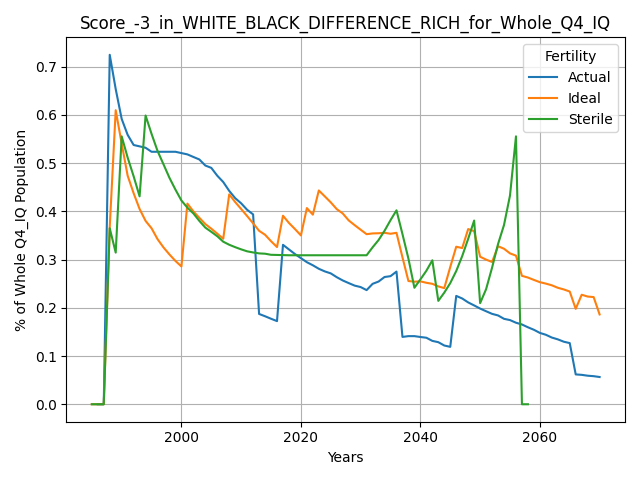 Score_-3_in_WHITE_BLACK_DIFFERENCE_RICH_for_Whole_Q4_IQ
Fertility
Actual
Ideal
Sterile
% of Whole Q4_IQ Population
0.7
0.6
0.5
0.4
0.3
0.2
0.1
0.0
2000
2020
2040
2060
Years